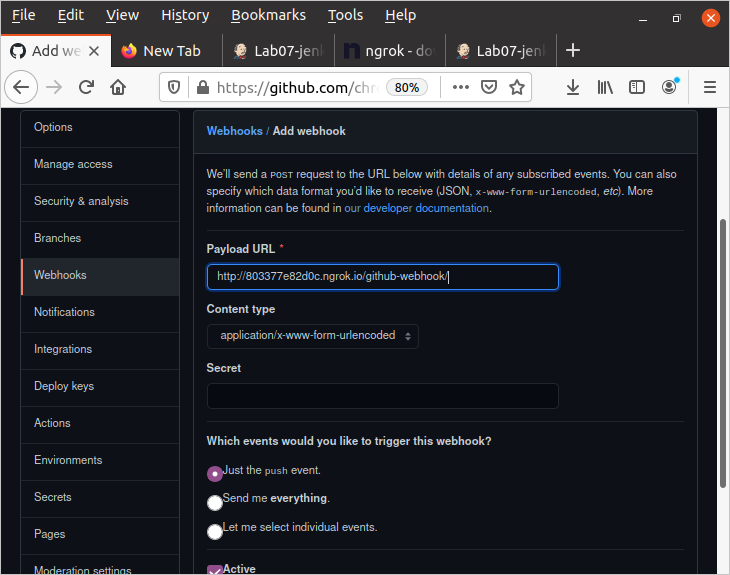 File Edit View History Bookmarks Tools Help
Add we New Tab Lab07-jenk ngrok - do Lab07-jenk
https://github.com/chr 80%
Options
Manage access
Security & analysis
Branches
Webhooks
Notifications
Integrations
Deploy keys
Actions
Environments
Secrets
Pages
Moderation settings
Webhooks / Add webhook
We'll send a POST request to the URL below with details of any subscribed events. You can also
specify which data format you'd like to receive (JSON, x-www-form-urlencoded, etc). More
information can be found in our developer documentation.
Payload URL *
http://803377e82d0c.ngrok.io/github-webhook/
Content type
application/x-www-form-urlencoded
Secret
Which events would you like to trigger this webhook?
Just the push event.
Send me everything.
Let me select individual events.
Active